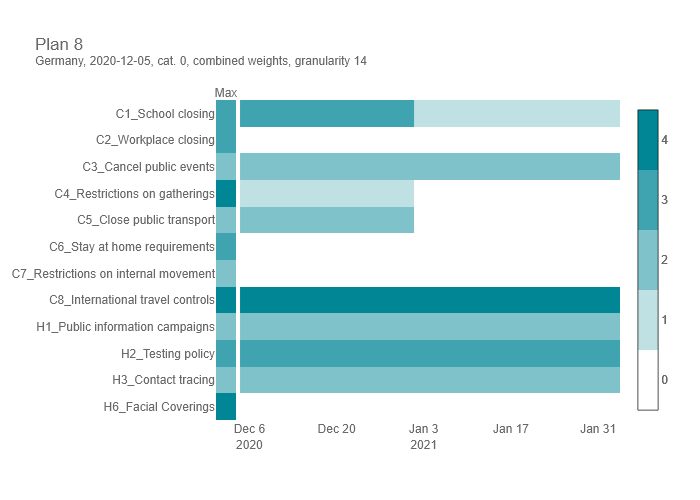 Plan 8
Germany, 2020-12-05, cat. 0, combined weights, granularity 14
Max
C1_School closing
C2_Workplace closing
C3_Cancel public events
C4_Restrictions on gatherings
C5_Close public transport
C6_Stay at home requirements
C7_Restrictions on internal movement
C8_International travel controls
H1_Public information campaigns
H2_Testing policy
H3_Contact tracing
H6_Facial Coverings
4
3
2
1
0
Dec 6 Dec 20 Jan 3 Jan 17 Jan 31
2020 2021